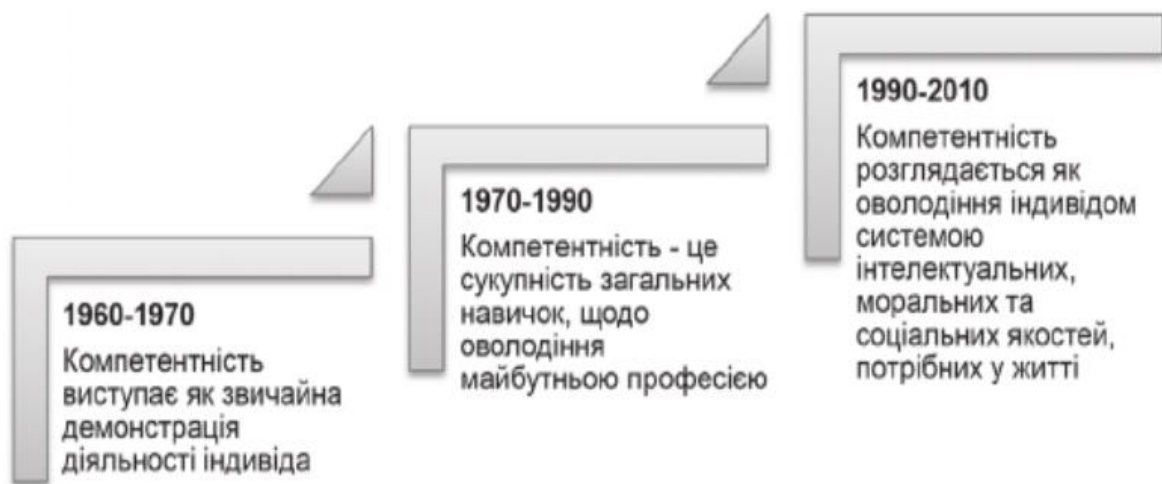 1960-1970
Компетентність
виступає як звичайна
демонстрація
діяльності індивіда
1970-1990
Компетентність - це
сукупність загальних
навичок, щодо
оволодіння
майбутньою професією
1990-2010
Компетентність
розглядається як
оволодіння індивідом
системою
інтелектуальних,
моральних та
соціальних якостей,
потрібних у житті